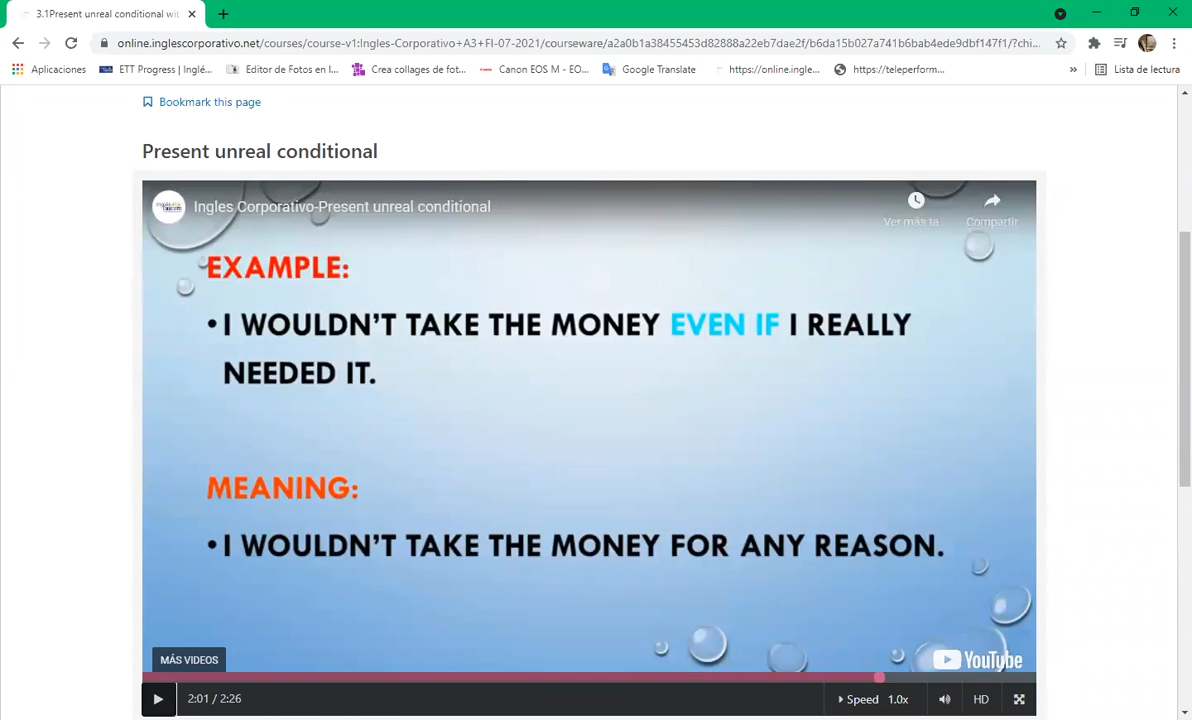 3.1Present unreal conditional wit
online.inglescorporativo.net/courses/course-v1:Ingles-Corporativo+A3+FI-07-2021/courseware/a2a0b1a38455453d82888a22eb7dae2f/b6da15b027a741b6bab4ede9dbf147f1/?chi...
Aplicaciones ETT Progress | Inglé... Editor de Fotos en l... Crea collages de fot... Canon EOS M - EO... Google Translate https://online.ingle... https://teleperform... » Lista de lectura
Bookmark this page
Present unreal conditional
Ingles Corporativo-Present unreal conditional
Ver más ta... Compartir
EXAMPLE:
•I WOULDN'T TAKE THE MONEY EVEN IF I REALLY
NEEDED IT.
MEANING:
•I WOULDN'T TAKE THE MONEY FOR ANY REASON.
MÁS VIDEOS
YouTube
2:01 / 2:26 Speed 1.0x HD